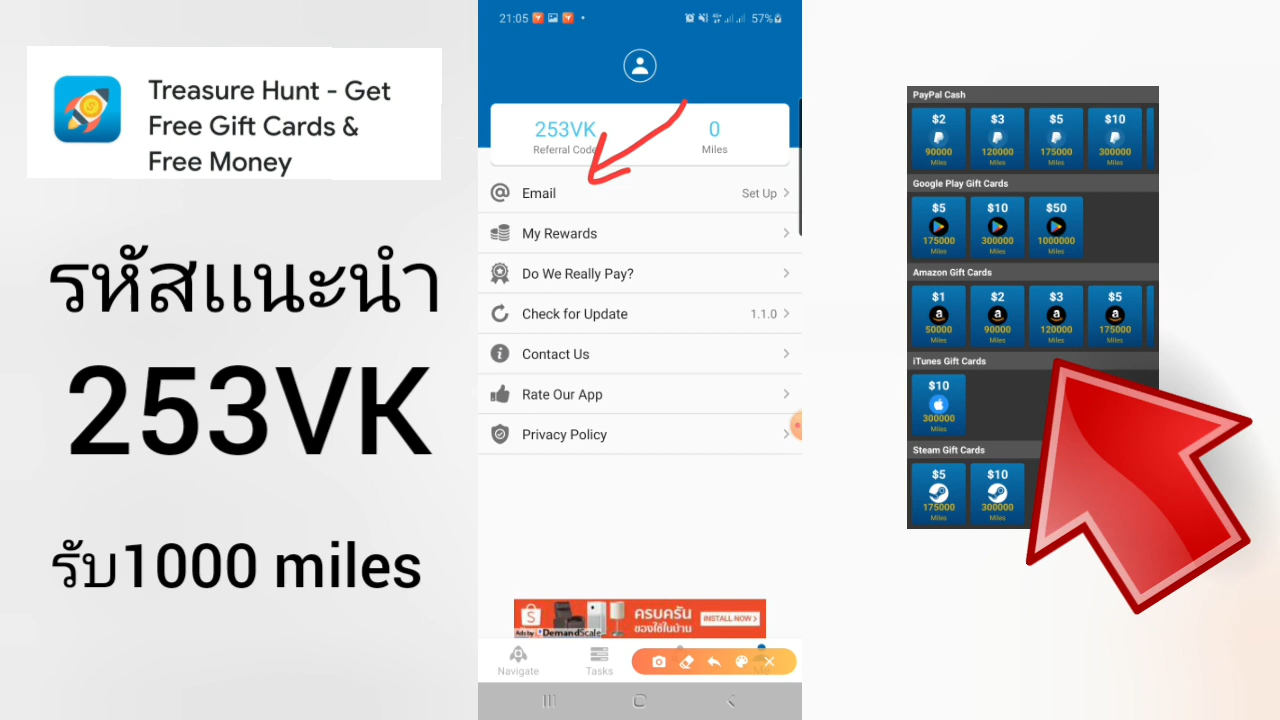 Treasure Hunt - Get
Free Gift Cards &
Free Money
รหัสแนะนำ
253VK
รับ1000 miles
21:05
57%
253VK
Referral Code
0
Miles
Email
Set Up
My Rewards
Do We Really Pay?
Check for Update
1.1.0
Contact Us
Rate Our App
Privacy Policy
ครบครัน
ของใช้ในบ้าน
INSTALL NOW >
Ads by DemandScale
Navigate
Tasks
PayPal Cash
$2 $3 $5 $10
90000 120000 175000 300000
Miles Miles Miles Miles
Google Play Gift Cards
$5 $10 $50
175000 300000 1000000
Miles Miles Miles
Amazon Gift Cards
$1 $2 $3 $5
50000 90000 120000 175000
Miles Miles Miles Miles
iTunes Gift Cards
$10
300000
Miles
Steam Gift Cards
$5 $10
175000 300000
Miles Miles